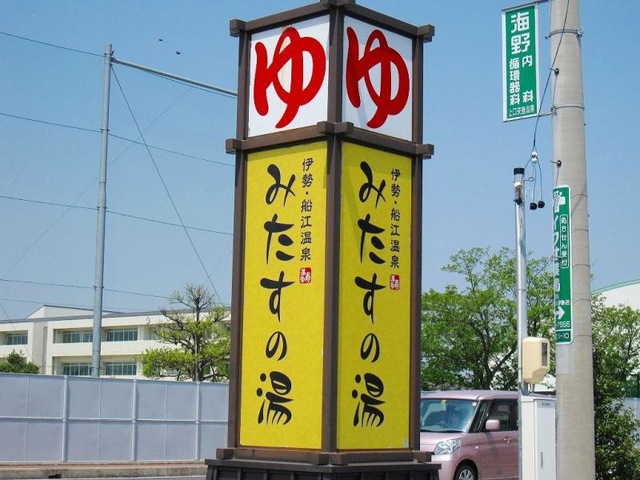 ゆ
伊勢・船江温泉
みたすの湯
ゆ
伊勢・船江温泉
みたすの湯
海野
内科
循環器科